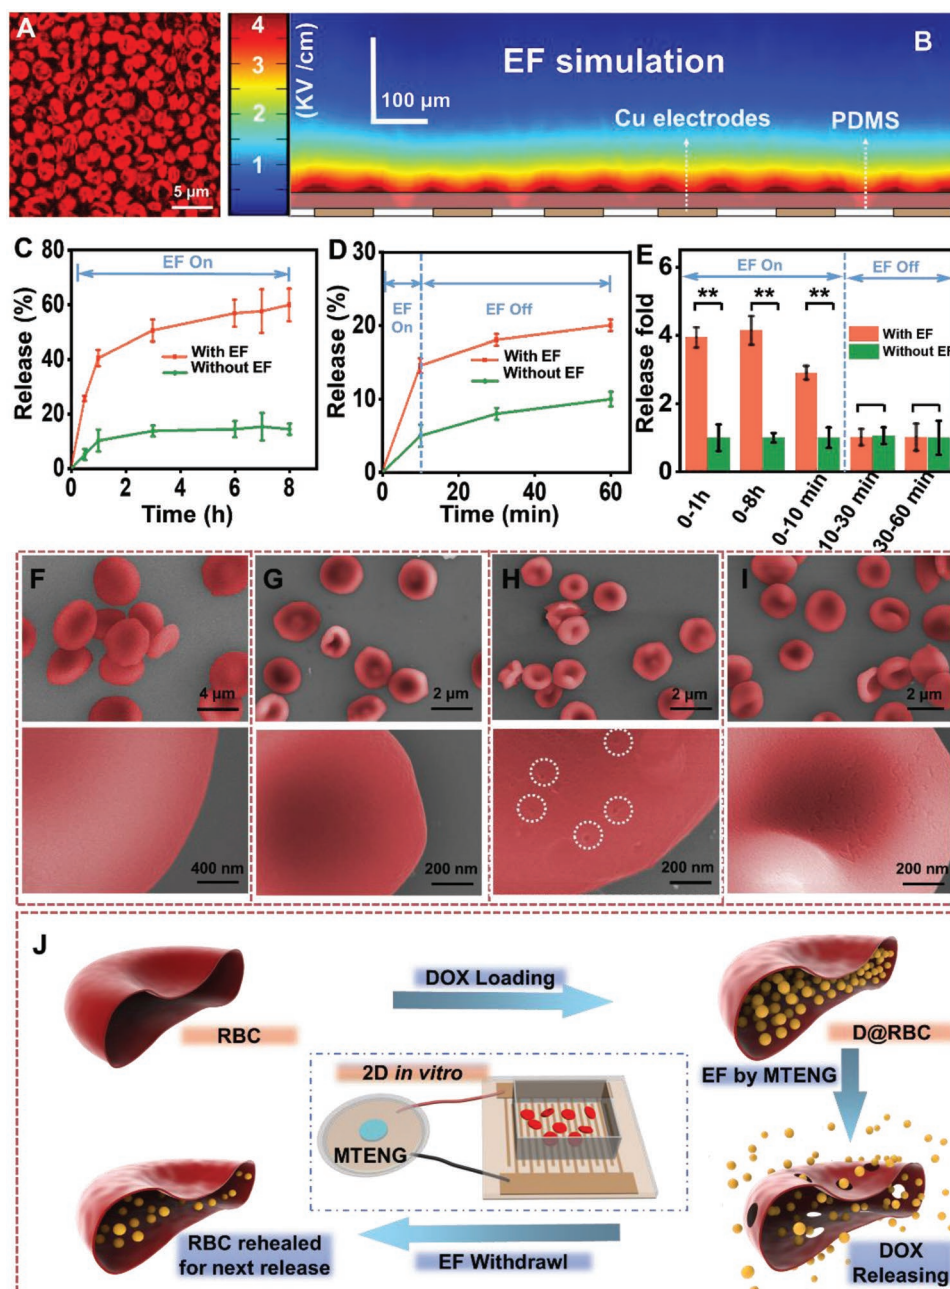 A
5 μm
4
3
2
1
(KV /cm)
B
EF simulation
100 μm
Cu electrodes
PDMS
C
80
60
40
20
0
Release (%)
EF On
With EF
Without EF
0
2
4
6
8
Time (h)
D
30
20
10
0
Release (%)
EF
On
EF Off
With EF
Without EF
0
20
40
60
Time (min)
E
6
4
2
0
Release fold
EF On
EF Off
**
**
**
With EF
Without EF
0-1h
0-8h
0-10 min
10-30 min
30-60 min
F
4 μm
400 nm
G
2 μm
200 nm
H
2 μm
200 nm
I
2 μm
200 nm
J
RBC
DOX Loading
D@RBC
EF by MTENG
2D in vitro
MTENG
DOX
Releasing
EF Withdrawl
RBC rehealed
for next release